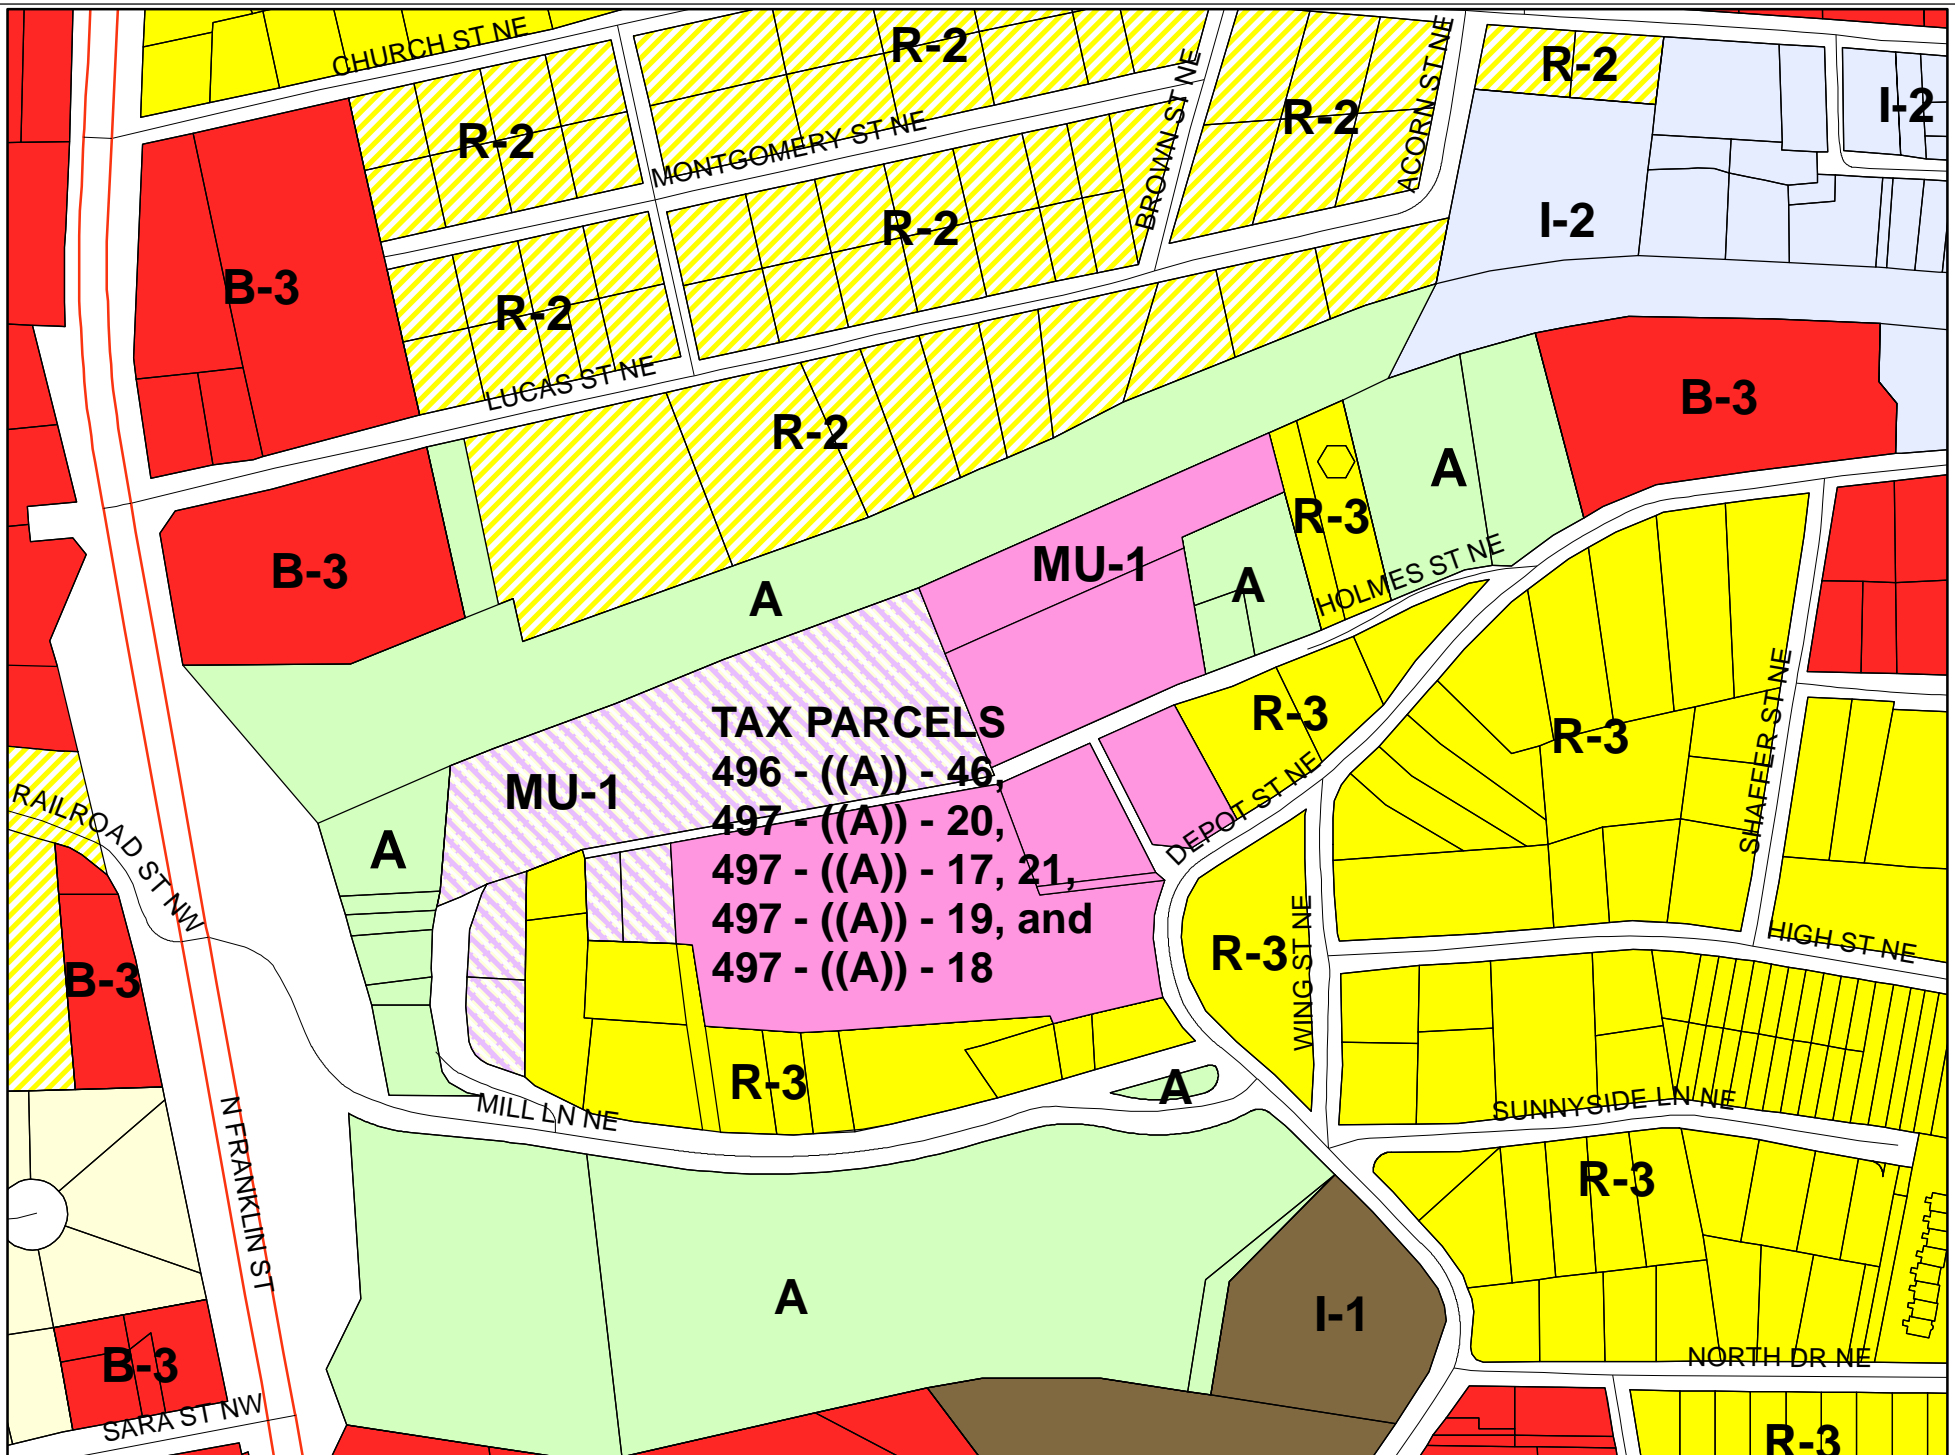 CHURCH ST NE
R-2
R-2
R-2
I-2
R-2
R-2
MONTGOMERY ST NE
BROWN ST NE
ACORN ST NE
I-2
R-2
B-3
R-2
LUCAS ST NE
B-3
R-2
A
R-3
B-3
MU-1
HOLMES ST NE
A
A
R-3
R-3
SHAFFER ST NE
TAX PARCELS
496 - ((A)) - 46,
497 - ((A)) - 20,
497 - ((A)) - 17, 21,
497 - ((A)) - 19, and
497 - ((A)) - 18
MU-1
DEPOT ST NE
RAILROAD ST NW
A
B-3
R-3
WING ST NE
HIGH ST NE
R-3
A
MILL LN NE
SUNNYSIDE LN NE
N FRANKLIN ST
R-3
A
I-1
B-3
NORTH DR NE
SARA ST NW
R-3